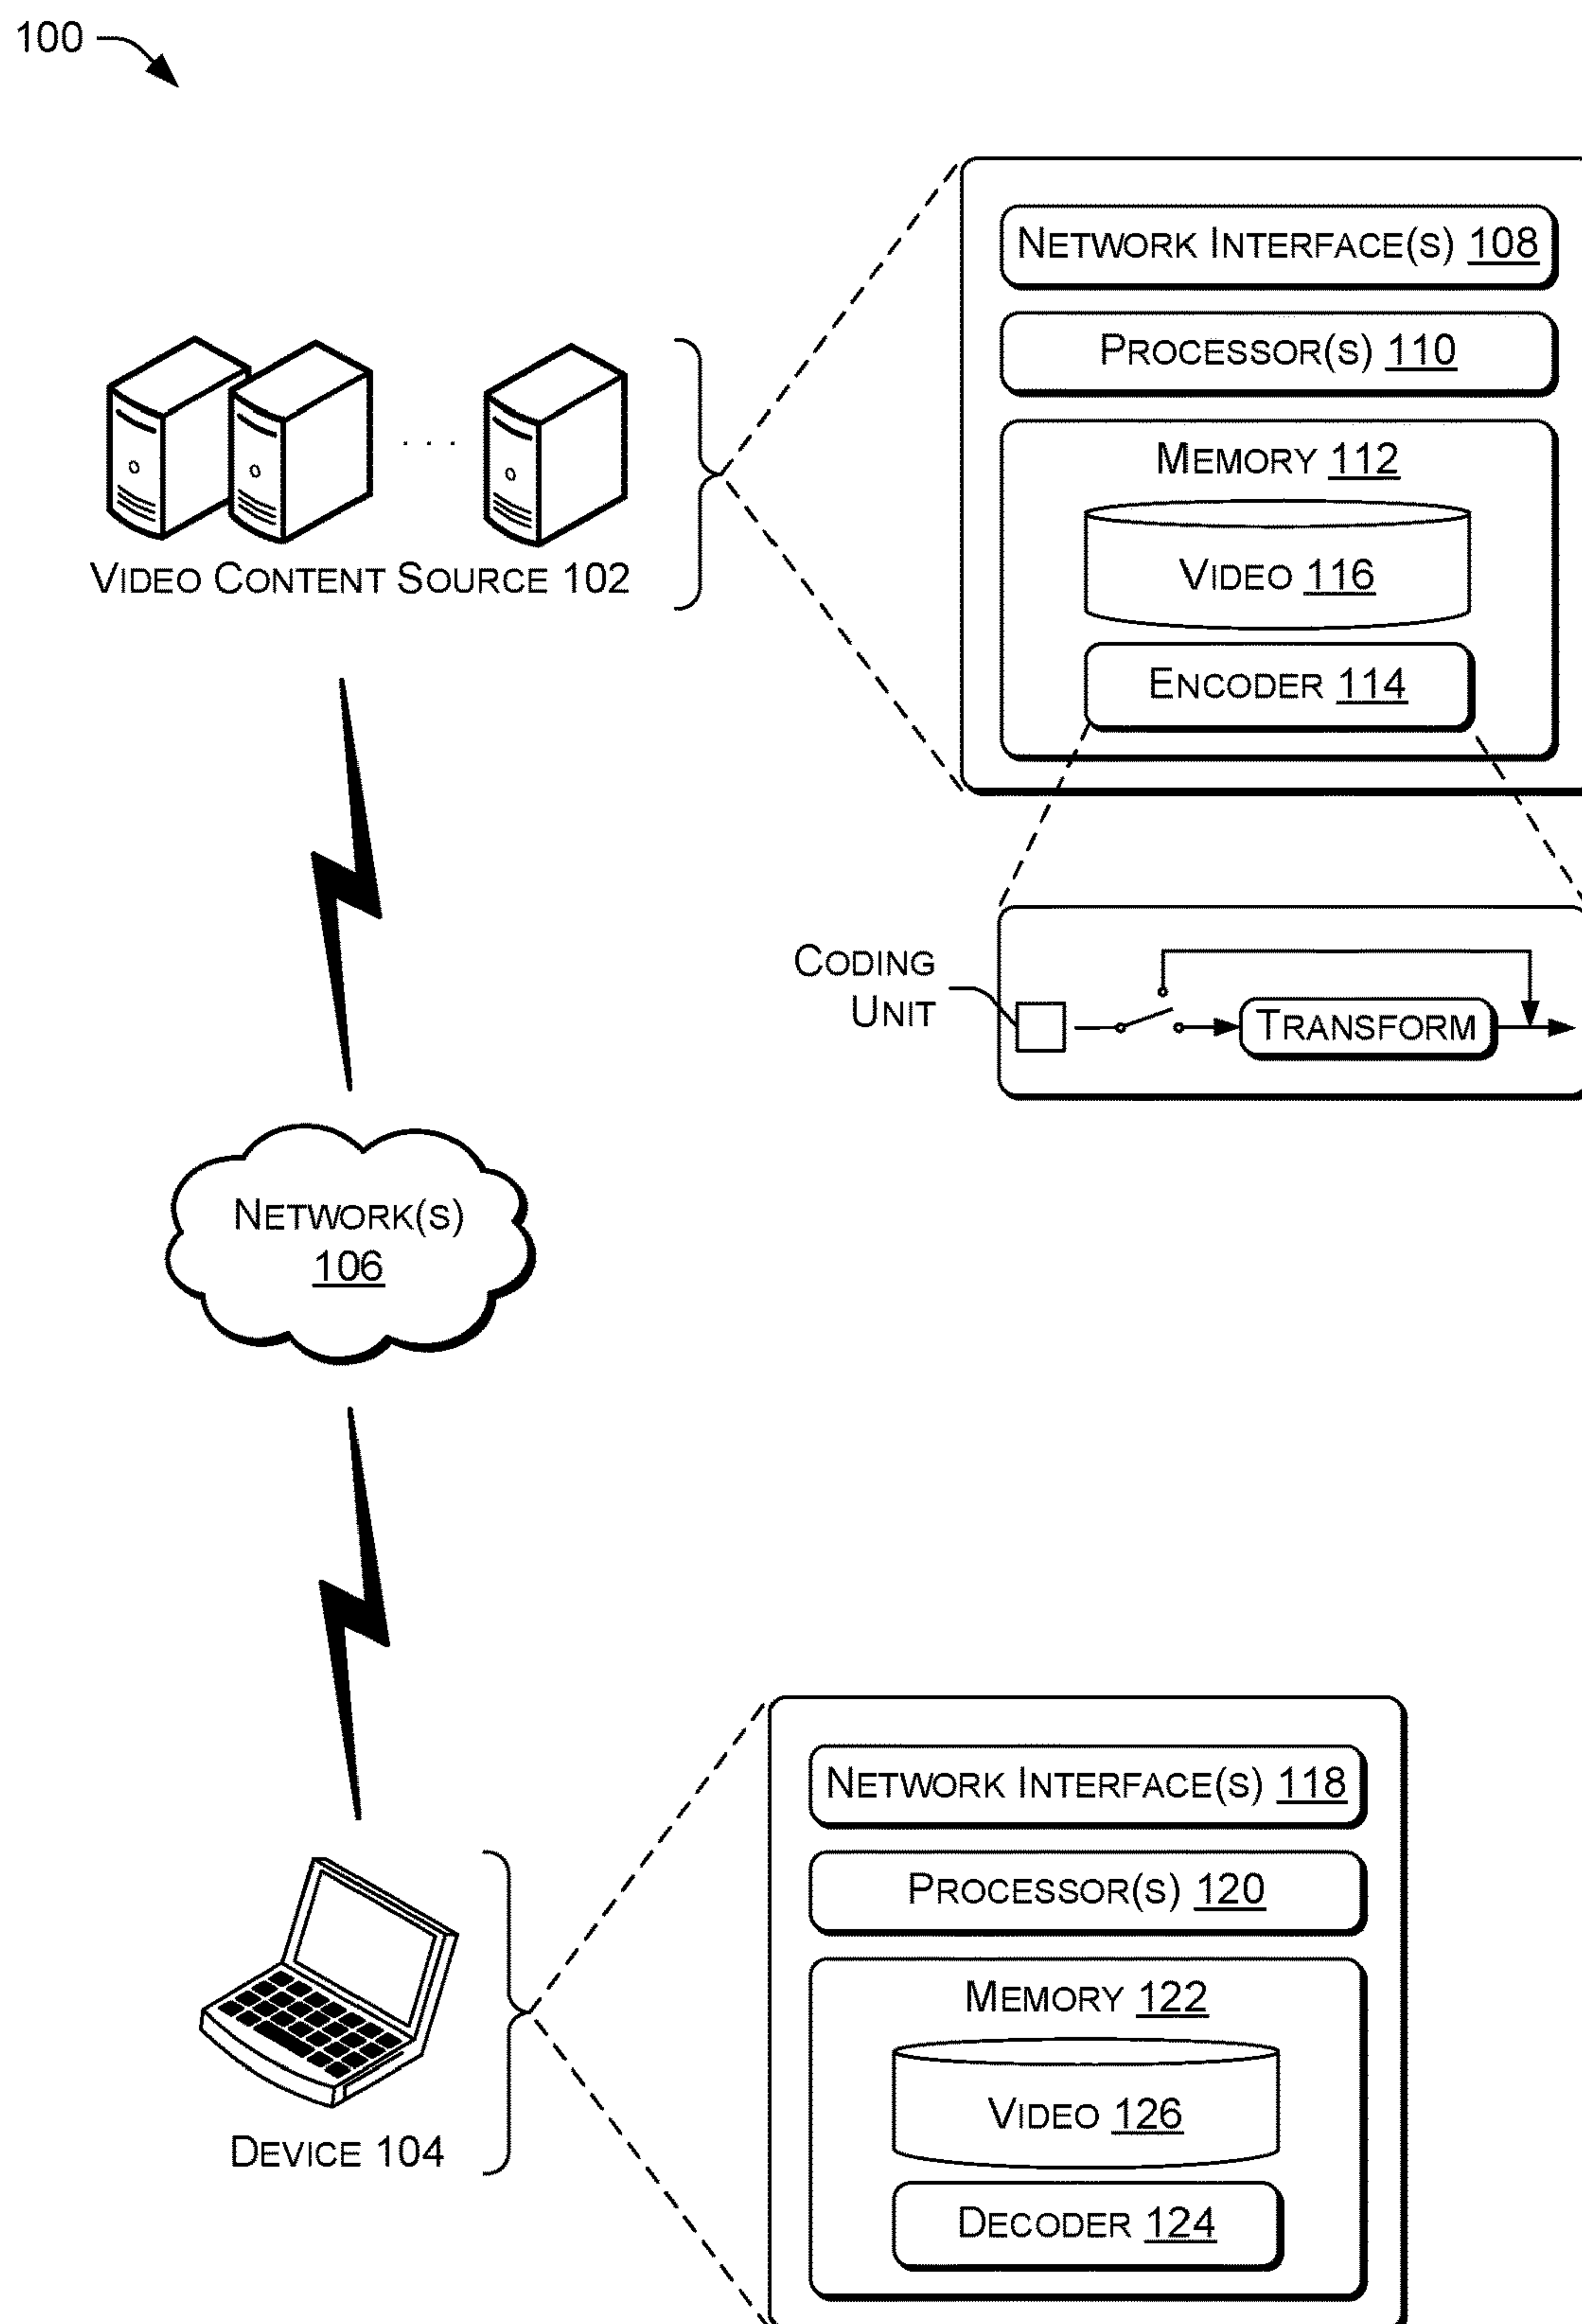 100
NETWORK INTERFACE(S) 108
PROCESSOR(S) 110
MEMORY 112
VIDEO 116
ENCODER 114
VIDEO CONTENT SOURCE 102
CODING
UNIT
TRANSFORM
NETWORK(S)
106
NETWORK INTERFACE(S) 118
PROCESSOR(S) 120
MEMORY 122
VIDEO 126
DECODER 124
DEVICE 104